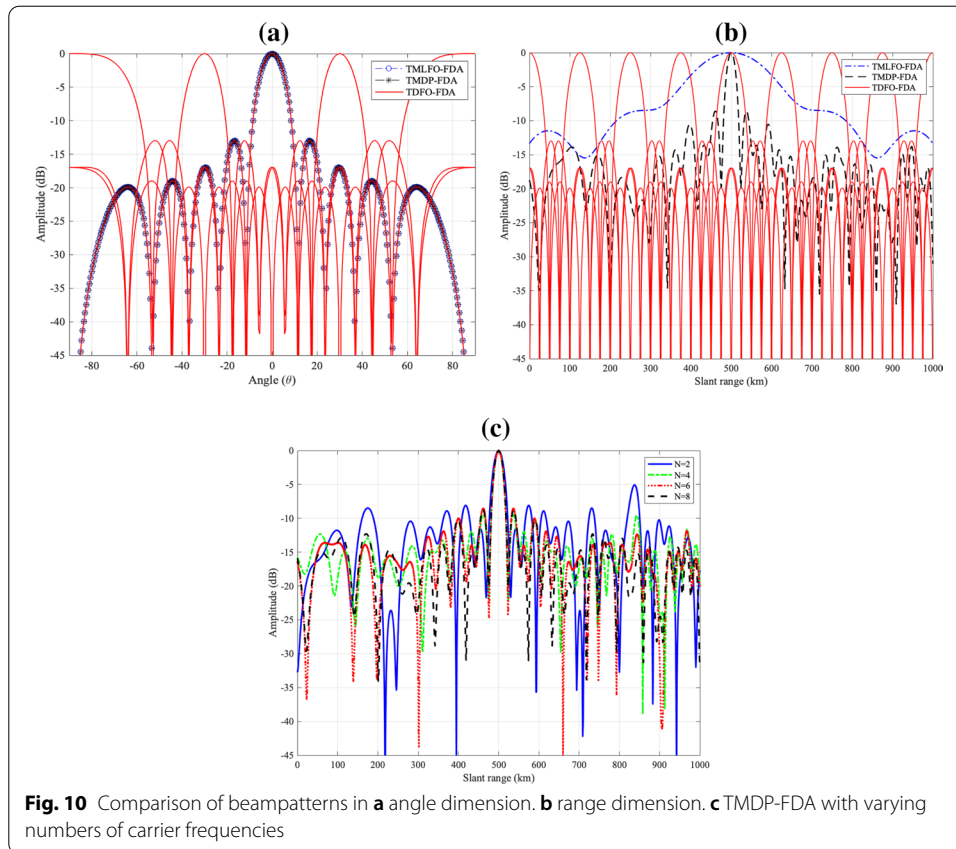 (a)
0
-5
-10
-15
-20
-25
-30
-35
-40
-45
Amplitude (dB)
TMLFO-FDA
TMDP-FDA
TDFO-FDA
-80 -60 -40 -20 0 20 40 60 80
Angle (θ)
(b)
0
-5
-10
-15
-20
-25
-30
-35
-40
-45
Amplitude (dB)
TMLFO-FDA
TMDP-FDA
TDFO-FDA
0 100 200 300 400 500 600 700 800 900 1000
Slant range (km)
(c)
0
-5
-10
-15
-20
-25
-30
-35
-40
-45
Amplitude (dB)
N=2
N=4
N=6
N=8
0 100 200 300 400 500 600 700 800 900 1000
Slant range (km)
Fig. 10 Comparison of beampatterns in a angle dimension. b range dimension. c TMDP-FDA with varying
numbers of carrier frequencies